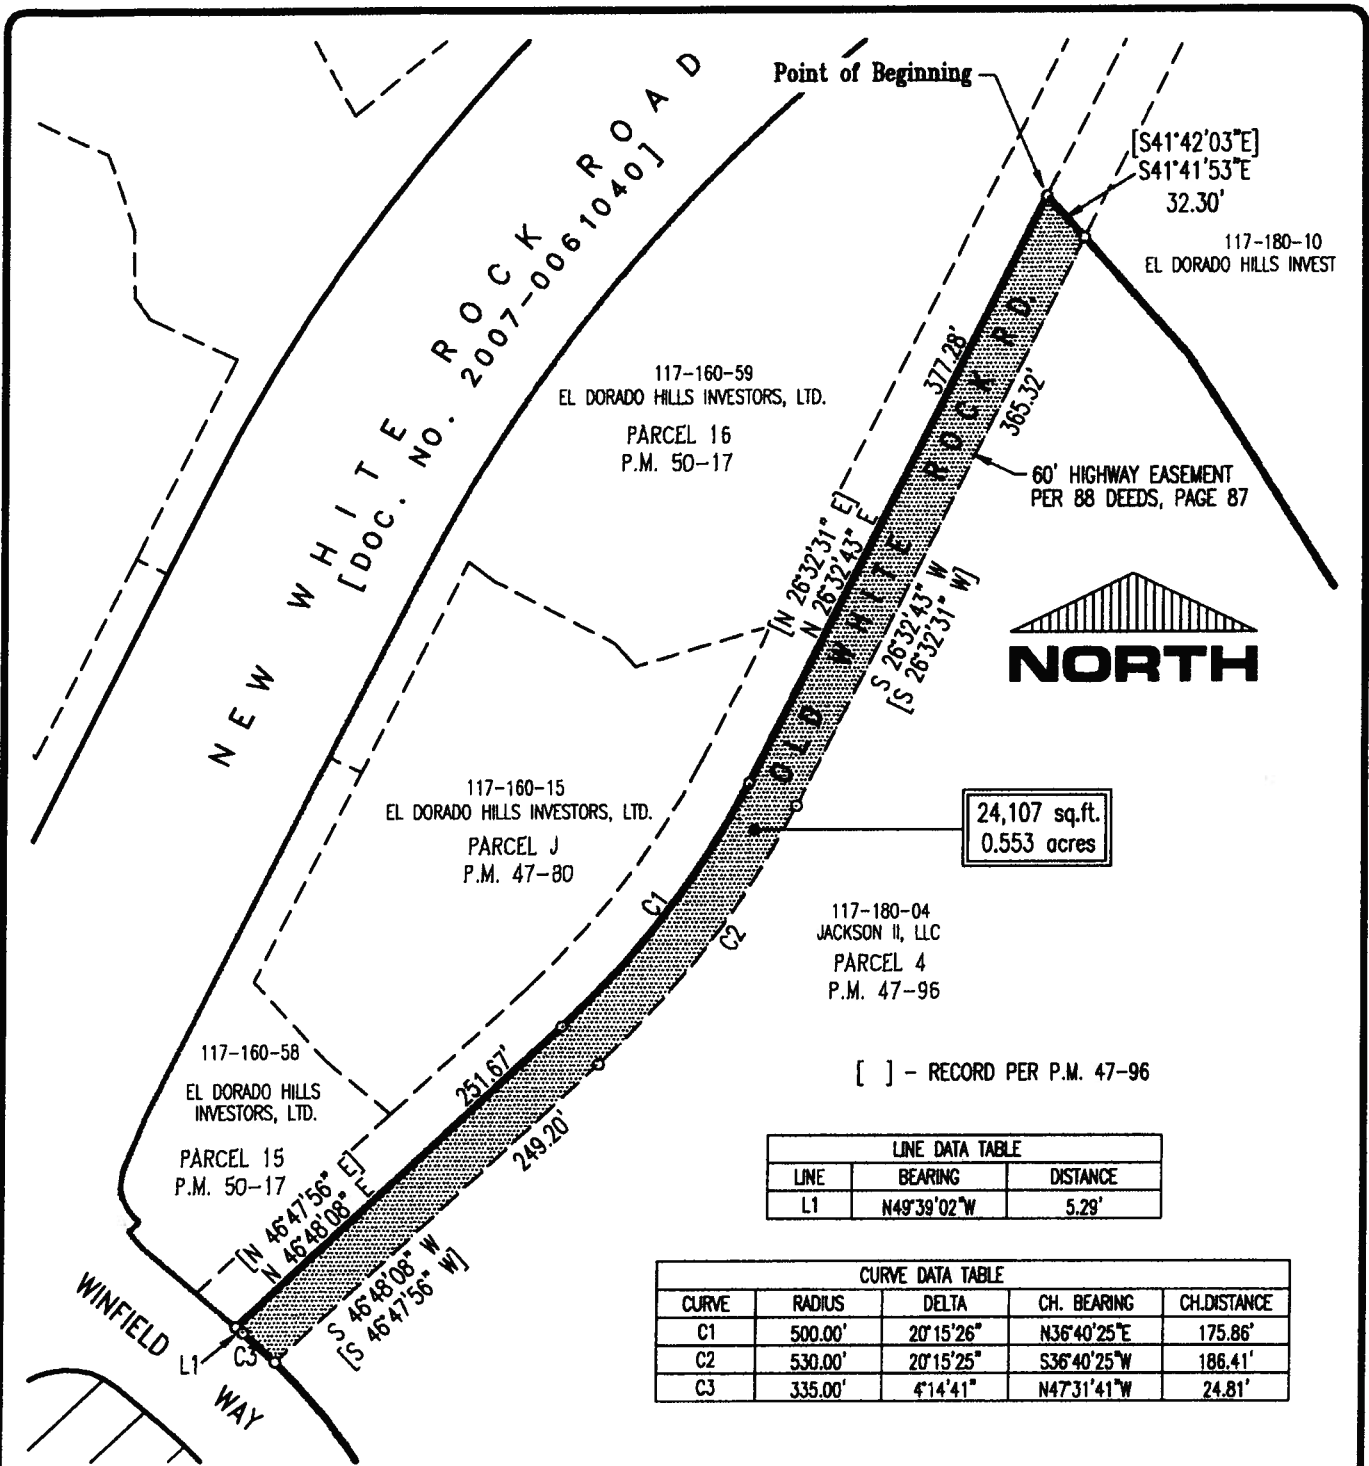 Point of Beginning
[S41°42'03"E]
S41°41'53"E
32.30'
117-180-10
EL DORADO HILLS INVEST
NEW WHITE ROCK ROAD
[DOC. NO. 2007-0061040]
117-160-59
EL DORADO HILLS INVESTORS, LTD.
PARCEL 16
P.M. 50-17
377.28'
OLD WHITE ROCK RD.
365.32'
60' HIGHWAY EASEMENT
PER 88 DEEDS, PAGE 87
[N 26°32'31" E]
N 26°32'43" E
S 26°32'43" W
[S 26°32'31" W]
NORTH
117-160-15
EL DORADO HILLS INVESTORS, LTD.
PARCEL J
P.M. 47-80
24,107 sq.ft.
0.553 acres
C1
C2
117-180-04
JACKSON II, LLC
PARCEL 4
P.M. 47-96
117-160-58
EL DORADO HILLS
INVESTORS, LTD.
PARCEL 15
P.M. 50-17
251.67'
249.20'
[ ] - RECORD PER P.M. 47-96
[N 46°47'56" E]
N 46°48'08" E
S 46°48'08" W
[S 46°47'56" W]
WINFIELD WAY
L1
C3
LINE DATA TABLE
LINE BEARING DISTANCE
L1 N49°39'02"W 5.29'
CURVE DATA TABLE
CURVE RADIUS DELTA CH. BEARING CH.DISTANCE
C1 500.00' 20°15'26" N36°40'25"E 175.86'
C2 530.00' 20°15'25" S36°40'25"W 186.41'
C3 335.00' 4°14'41" N47°31'41"W 24.81'